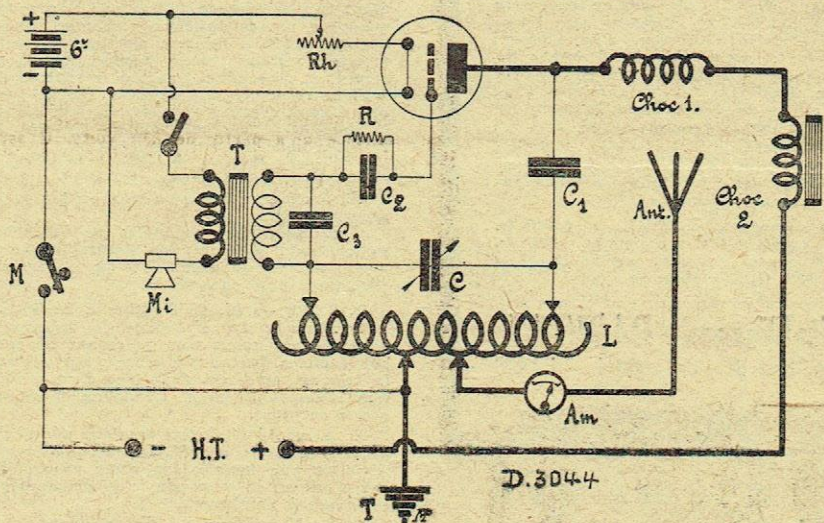 +
6v
-
Rh
Choc 1.
R
T
C2
C1
Ant.
Choc 2
C3
M
C
Mi
L
Am
- H.T. +
D.3044
T